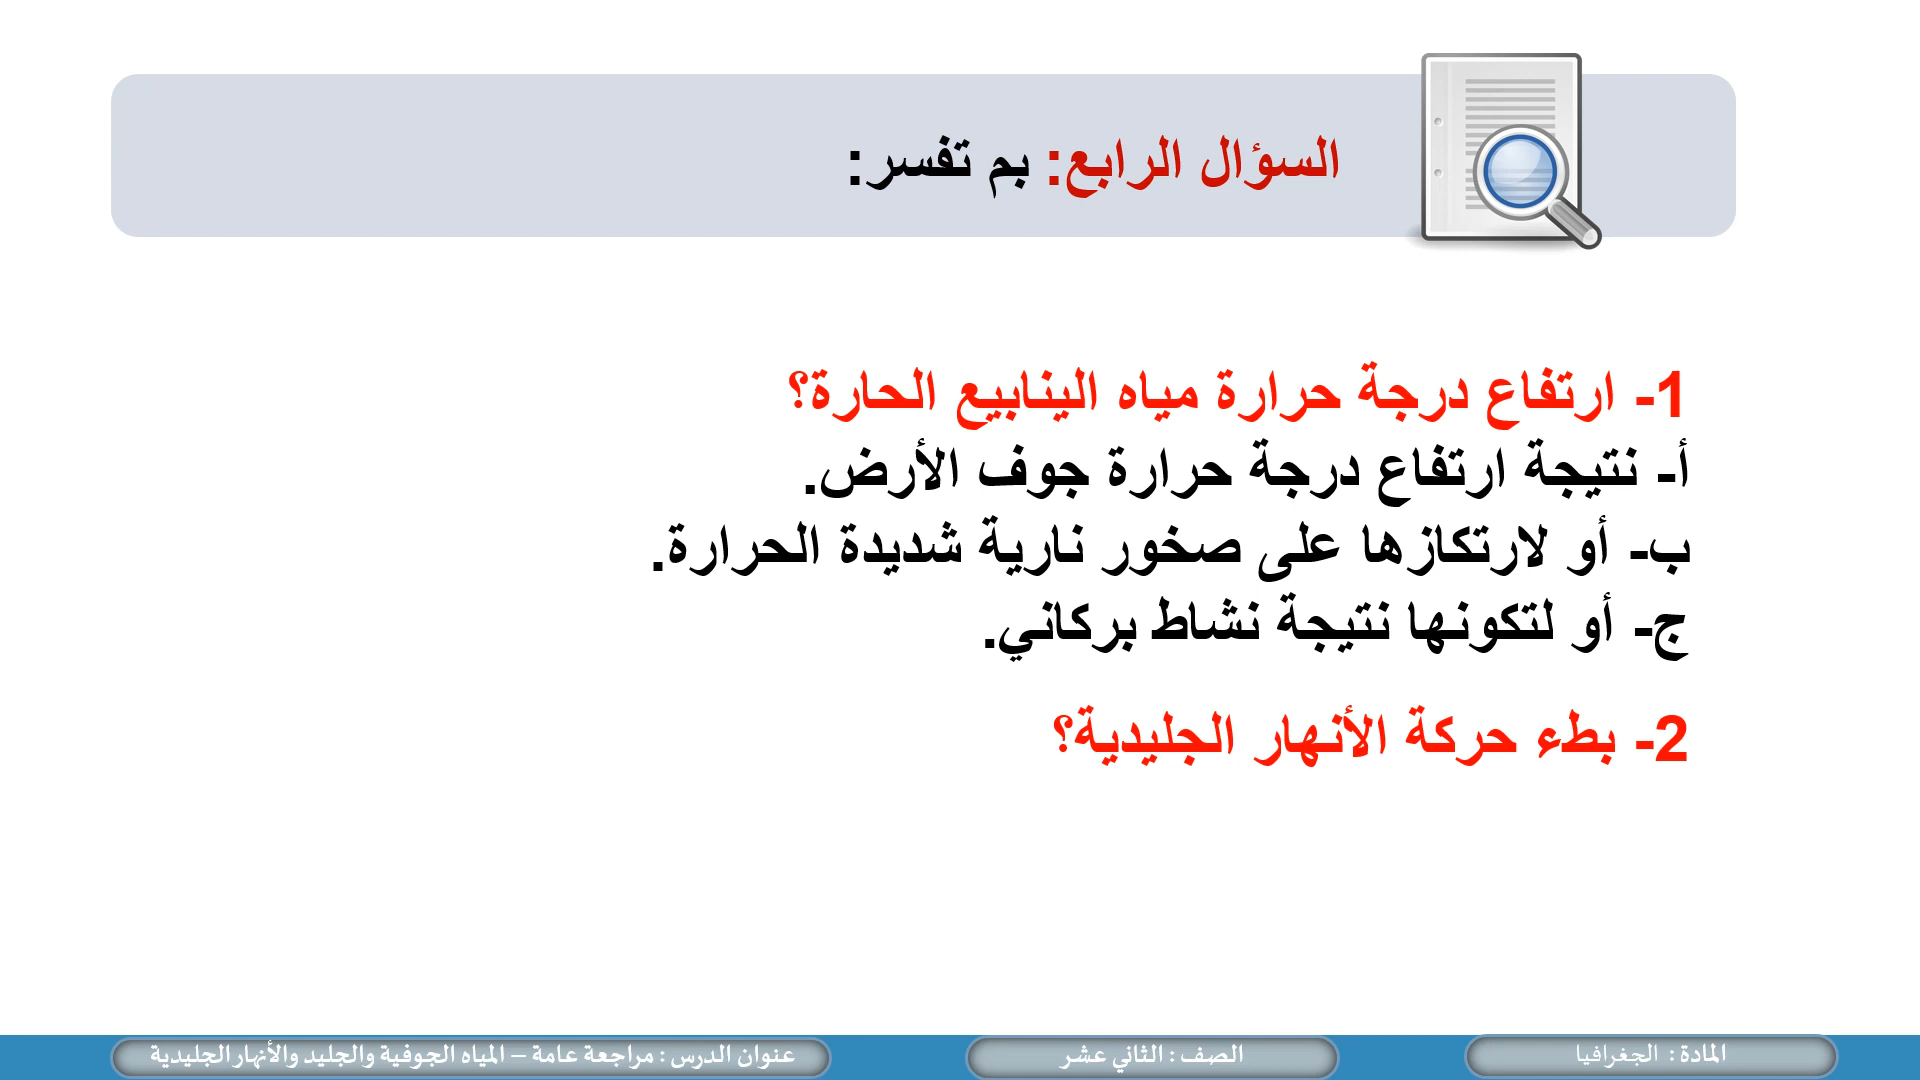 السؤال الرابع: بم تفسر:
1- ارتفاع درجة حرارة مياه الينابيع الحارة؟
أ- نتيجة ارتفاع درجة حرارة جوف الأرض.
ب- أو لارتكازها على صخور نارية شديدة الحرارة.
ج- أو لتكونها نتيجة نشاط بركاني.
2- بطء حركة الأنهار الجليدية؟
المادة : الجغرافيا
الصف : الثاني عشر
عنوان الدرس : مراجعة عامة – المياه الجوفية والجليد والأنهار الجليدية